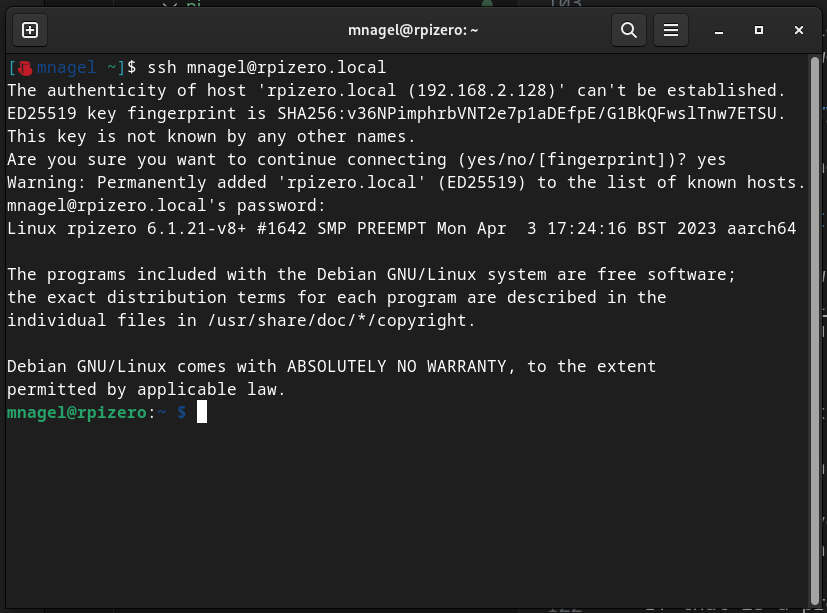 mnagel@rpizero: ~
[ mnagel ~]$ ssh mnagel@rpizero.local
The authenticity of host 'rpizero.local (192.168.2.128)' can't be established.
ED25519 key fingerprint is SHA256:v36NPimphrbVNT2e7p1aDEfpE/G1BkQFwslTnw7ETSU.
This key is not known by any other names.
Are you sure you want to continue connecting (yes/no/[fingerprint])? yes
Warning: Permanently added 'rpizero.local' (ED25519) to the list of known hosts.
mnagel@rpizero.local's password:
Linux rpizero 6.1.21-v8+ #1642 SMP PREEMPT Mon Apr  3 17:24:16 BST 2023 aarch64
The programs included with the Debian GNU/Linux system are free software;
the exact distribution terms for each program are described in the
individual files in /usr/share/doc/*/copyright.
Debian GNU/Linux comes with ABSOLUTELY NO WARRANTY, to the extent
permitted by applicable law.
mnagel@rpizero:~ $